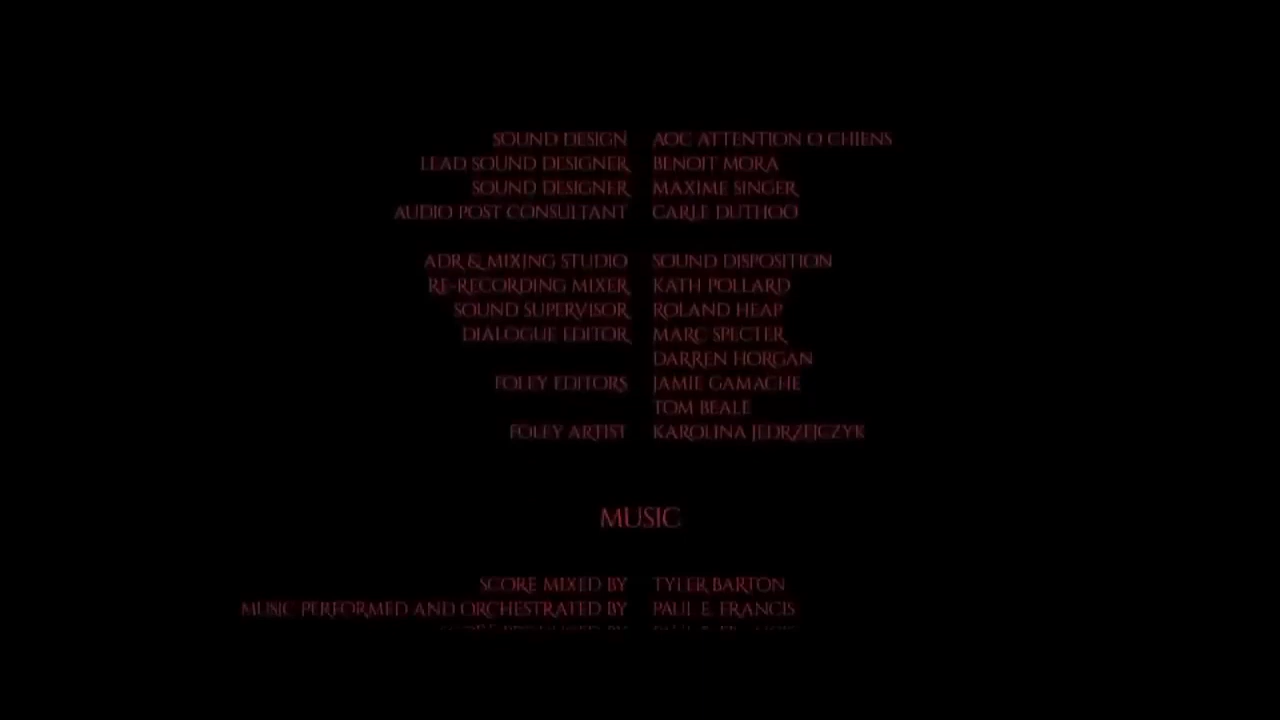 SOUND DESIGN AOC ATTENTION O CHIENS
LEAD SOUND DESIGNER BENOIT MORA
SOUND DESIGNER MAXIME SINGER
AUDIO POST CONSULTANT CARLE DUTHOO
ADR & MIXING STUDIO SOUND DISPOSITION
RE-RECORDING MIXER KATH POLLARD
SOUND SUPERVISOR ROLAND HEAP
DIALOGUE EDITOR MARC SPECTER
DARREN HORGAN
FOLEY EDITORS JAMIE GAMACHE
TOM BEALE
FOLEY ARTIST KAROLINA JEDRZEJCZYK
MUSIC
SCORE MIXED BY TYLER BARTON
MUSIC PERFORMED AND ORCHESTRATED BY PAUL E. FRANCIS